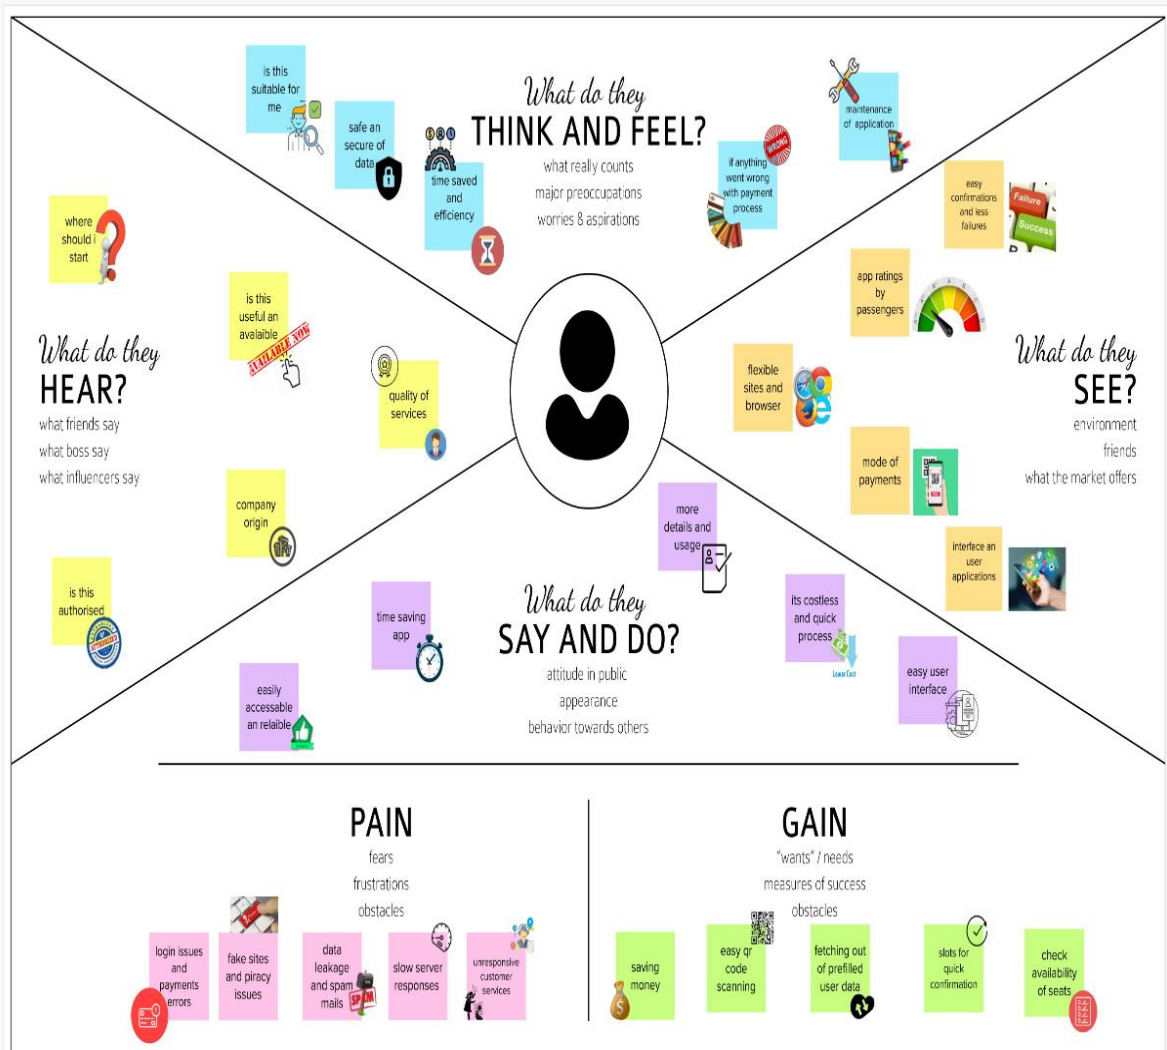 What do they
THINK AND FEEL?
what really counts
major preoccupations
worries & aspirations
is this
suitable for
me
safe an
secure of
data
time saved
and
efficiency
if anything
went wrong
with payment
process
WRONG
maintenance
of application
What do they
HEAR?
what friends say
what boss say
what influencers say
where
should i
start
is this
useful an
avalaible
AVAILABLE NOW
quality of
services
company
origin
is this
authorised
What do they
SEE?
environment
friends
what the market offers
easy
confirmations
and less
failures
Failure
Success
app ratings
by
passengers
flexible
sites and
browser
mode of
payments
interface an
user
applications
What do they
SAY AND DO?
attitude in public
appearance
behavior towards others
more
details and
usage
time saving
app
its costless
and quick
process
Lower Cost
easily
accessable
an relaible
easy user
interface
PAIN
fears
frustrations
obstacles
login issues
and
payments
errors
fake sites
and piracy
issues
data
leakage
and spam
mails
SPAM
slow server
responses
unresponsive
customer
services
GAIN
"wants" / needs
measures of success
obstacles
saving
money
easy qr
code
scanning
fetching out
of prefilled
user data
slots for
quick
confirmation
check
availability
of seats